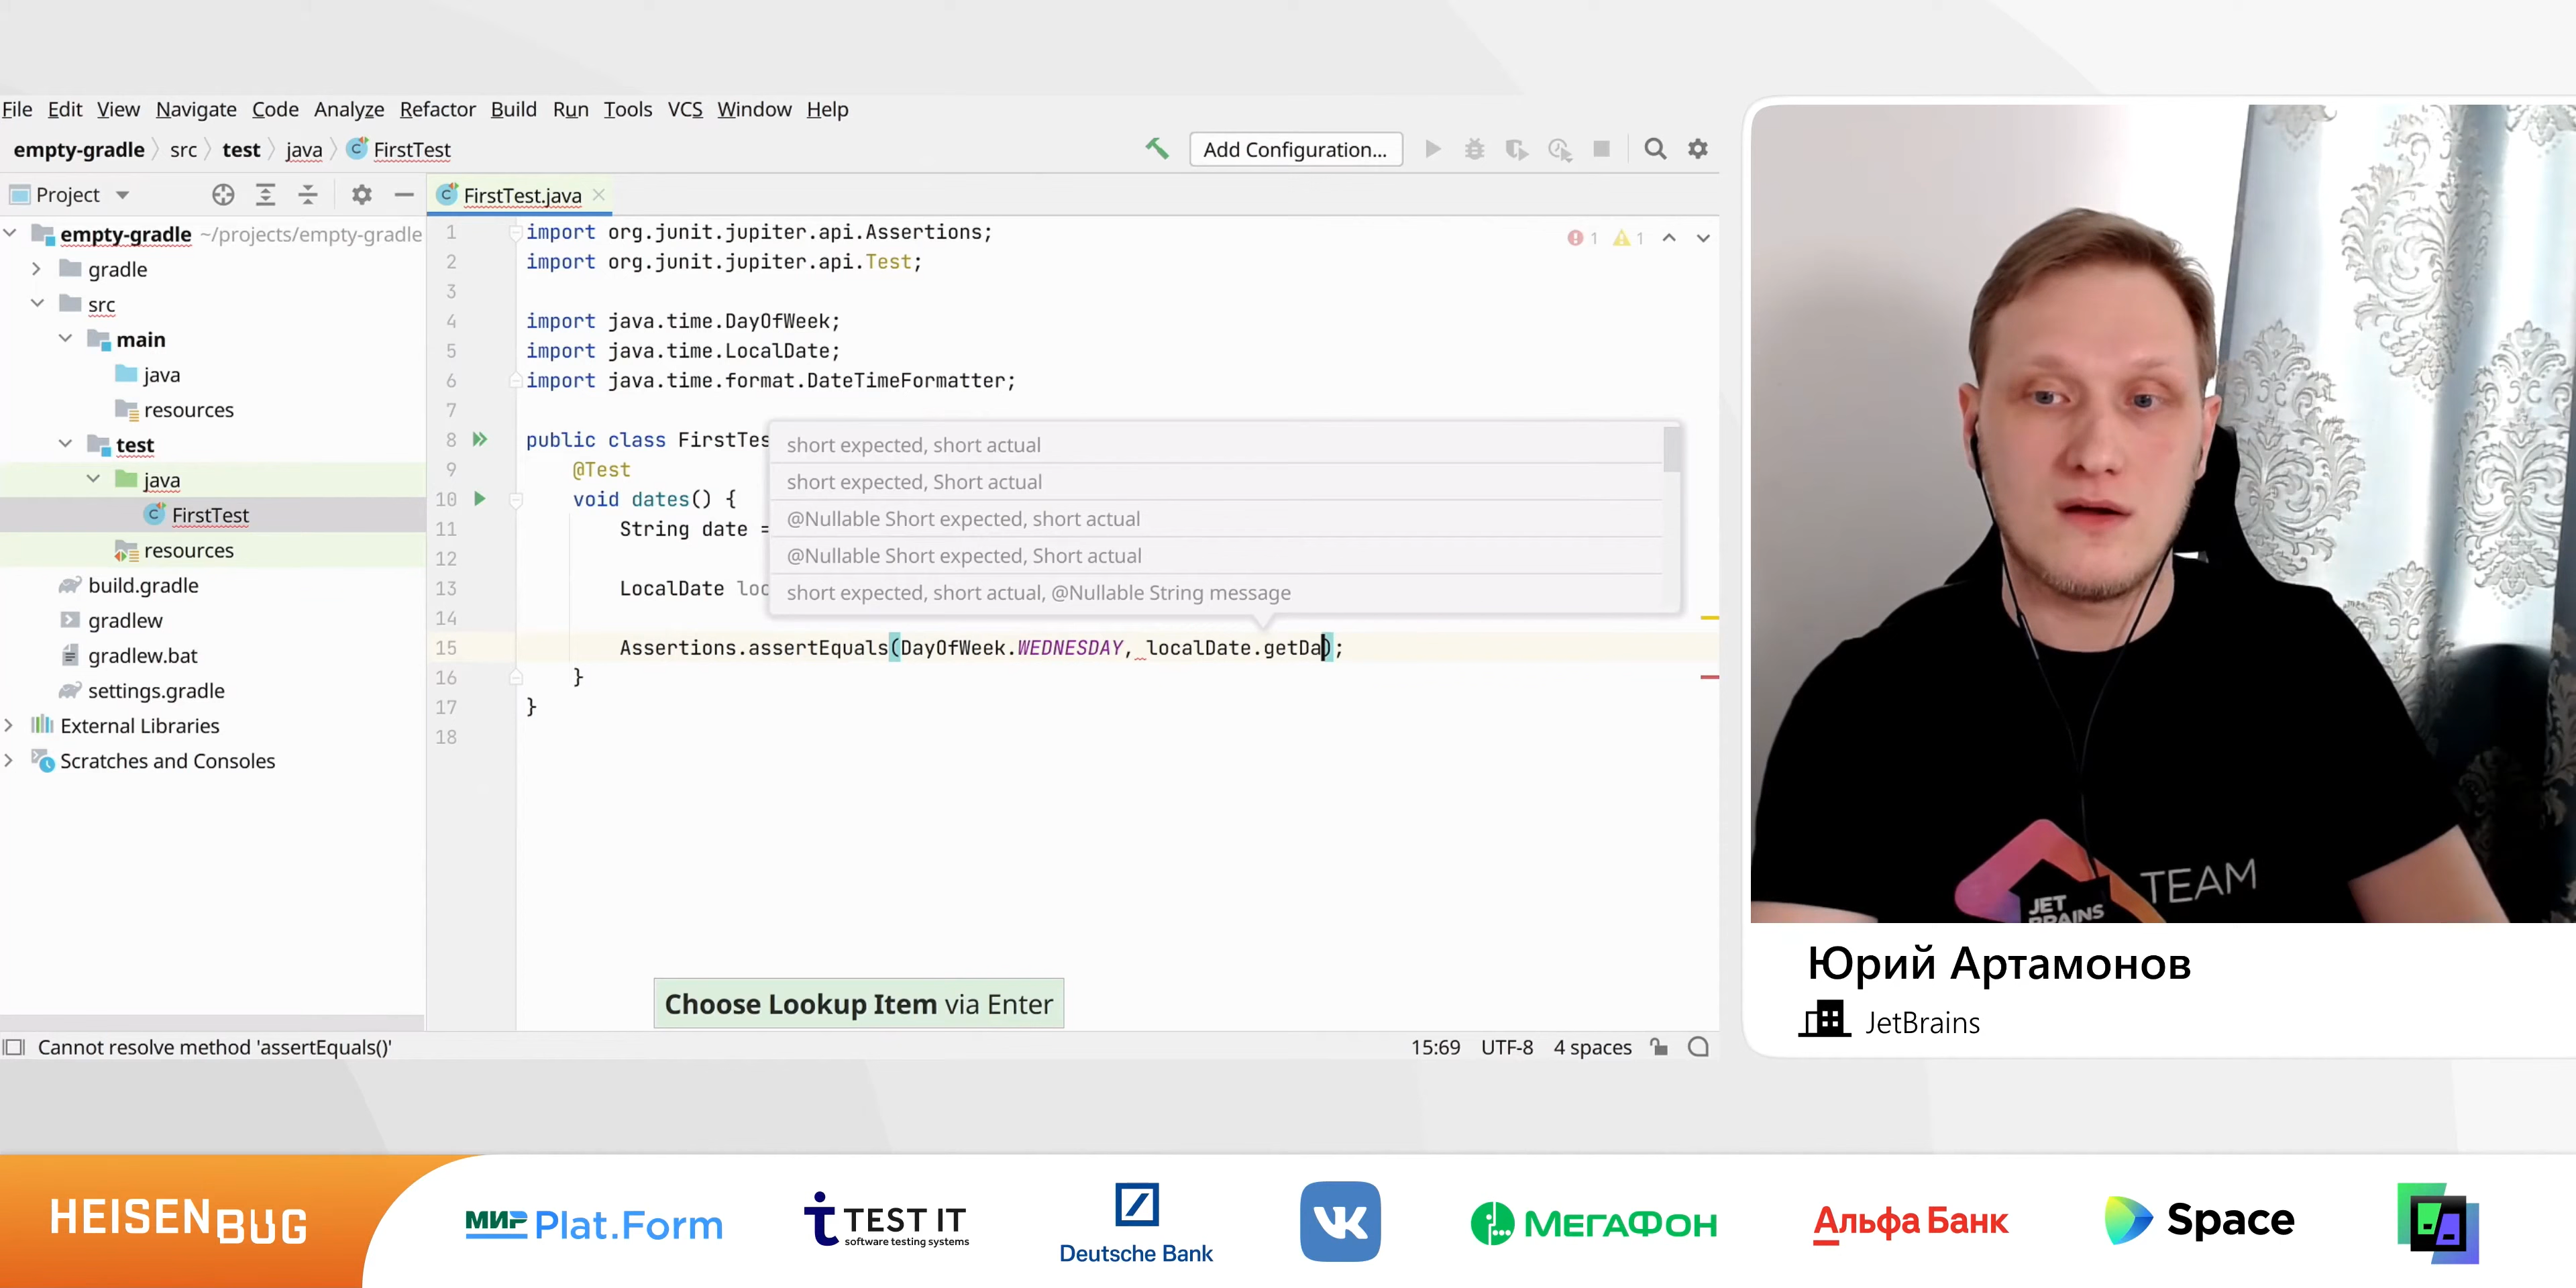 File Edit View Navigate Code Analyze Refactor Build Run Tools VCS Window Help
empty-gradle src test java FirstTest Add Configuration...
Project FirstTest.java
empty-gradle ~/projects/empty-gradle
gradle
src
main
java
resources
test
java
FirstTest
resources
build.gradle
gradlew
gradlew.bat
settings.gradle
External Libraries
Scratches and Consoles
1 import org.junit.jupiter.api.Assertions;
2 import org.junit.jupiter.api.Test;
3
4 import java.time.DayOfWeek;
5 import java.time.LocalDate;
6 import java.time.format.DateTimeFormatter;
7
8 public class FirstTes
9 @Test
10 void dates() {
11 String date =
12
13 LocalDate loc
14
15 Assertions.assertEquals(DayOfWeek.WEDNESDAY, localDate.getDa);
16 }
17 }
18
1 1
short expected, short actual
short expected, Short actual
@Nullable Short expected, short actual
@Nullable Short expected, Short actual
short expected, short actual, @Nullable String message
Choose Lookup Item via Enter
Cannot resolve method 'assertEquals()' 15:69 UTF-8 4 spaces
JET BRAINS TEAM
Юрий Артамонов
JetBrains
HEISENBUG
МИР Plat.Form
TEST IT
software testing systems
Deutsche Bank
VK
МЕГАФОН
Альфа Банк
Space